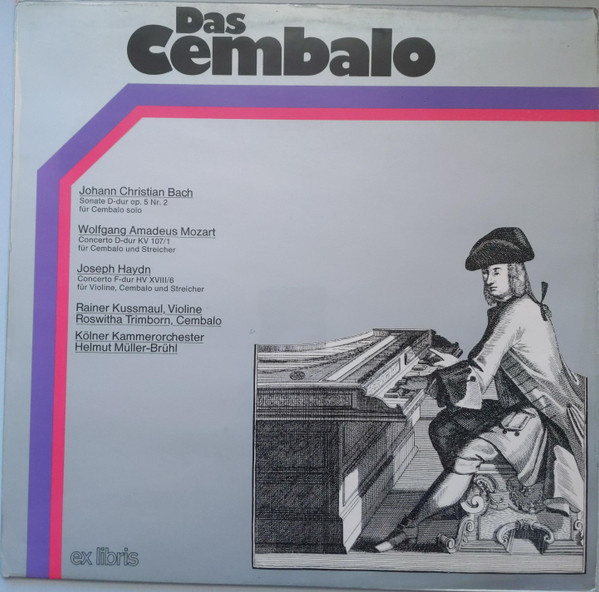 Das
Cembalo
Johann Christian Bach
Sonate D-dur op. 5 Nr. 2
für Cembalo solo
Wolfgang Amadeus Mozart
Concerto D-dur KV 107/1
für Cembalo und Streicher
Joseph Haydn
Concerto F-dur HV XVIII/6
für Violine, Cembalo und Streicher
Rainer Kussmaul, Violine
Roswitha Trimborn, Cembalo
Kölner Kammerorchester
Helmut Müller-Brühl
ex libris